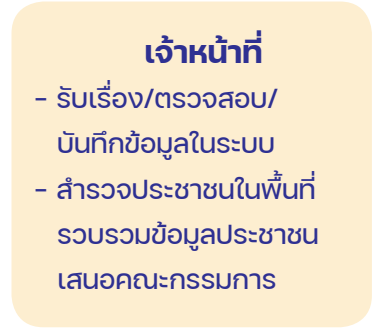 เจ้าหน้าที่
- รับเรื่อง/ตรวจสอบ/
บันทึกข้อมูลในระบบ
- สำรวจประชาชนในพื้นที่
รวบรวมข้อมูลประชาชน
เสนอคณะกรรมการ